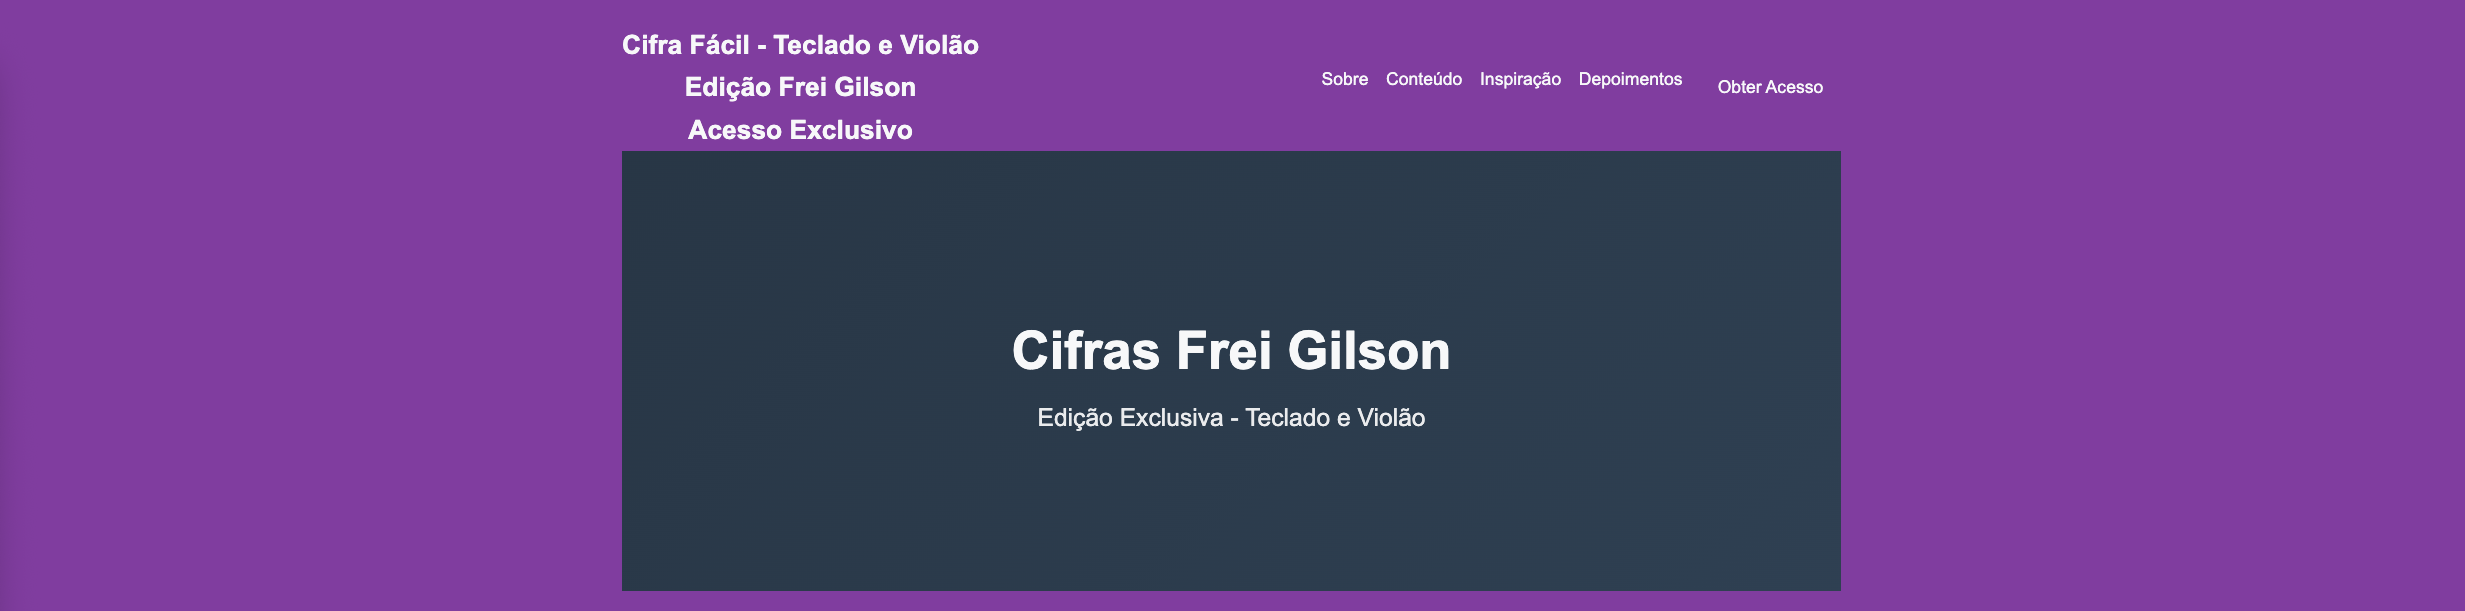 Cifra Fácil - Teclado e Violão
Edição Frei Gilson
Acesso Exclusivo
Sobre Conteúdo Inspiração Depoimentos Obter Acesso
Cifras Frei Gilson
Edição Exclusiva - Teclado e Violão